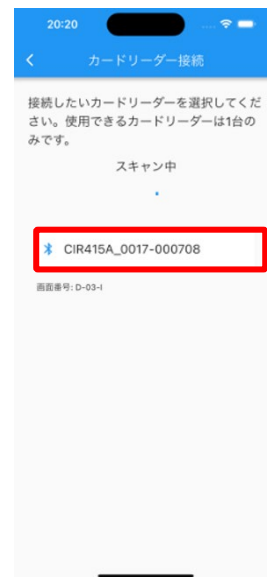 20:20
カードリーダー接続
接続したいカードリーダーを選択してくだ
さい。使用できるカードリーダーは1台の
みです。
スキャン中
CIR415A_0017-000708
画面番号: D-03-I